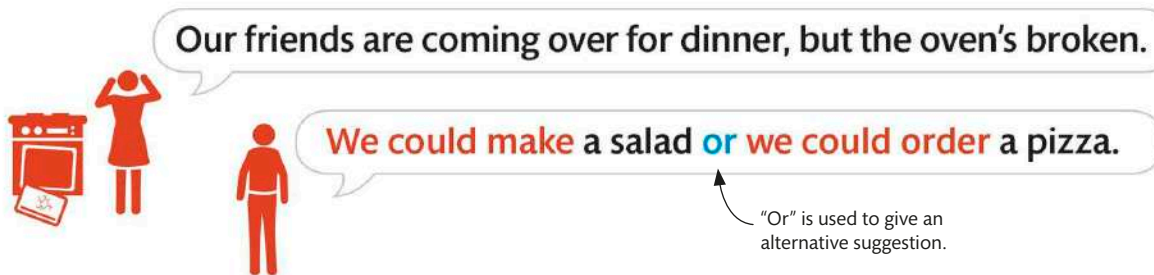 Our friends are coming over for dinner, but the oven's broken.
We could make a salad or we could order a pizza.
"Or" is used to give an
alternative suggestion.